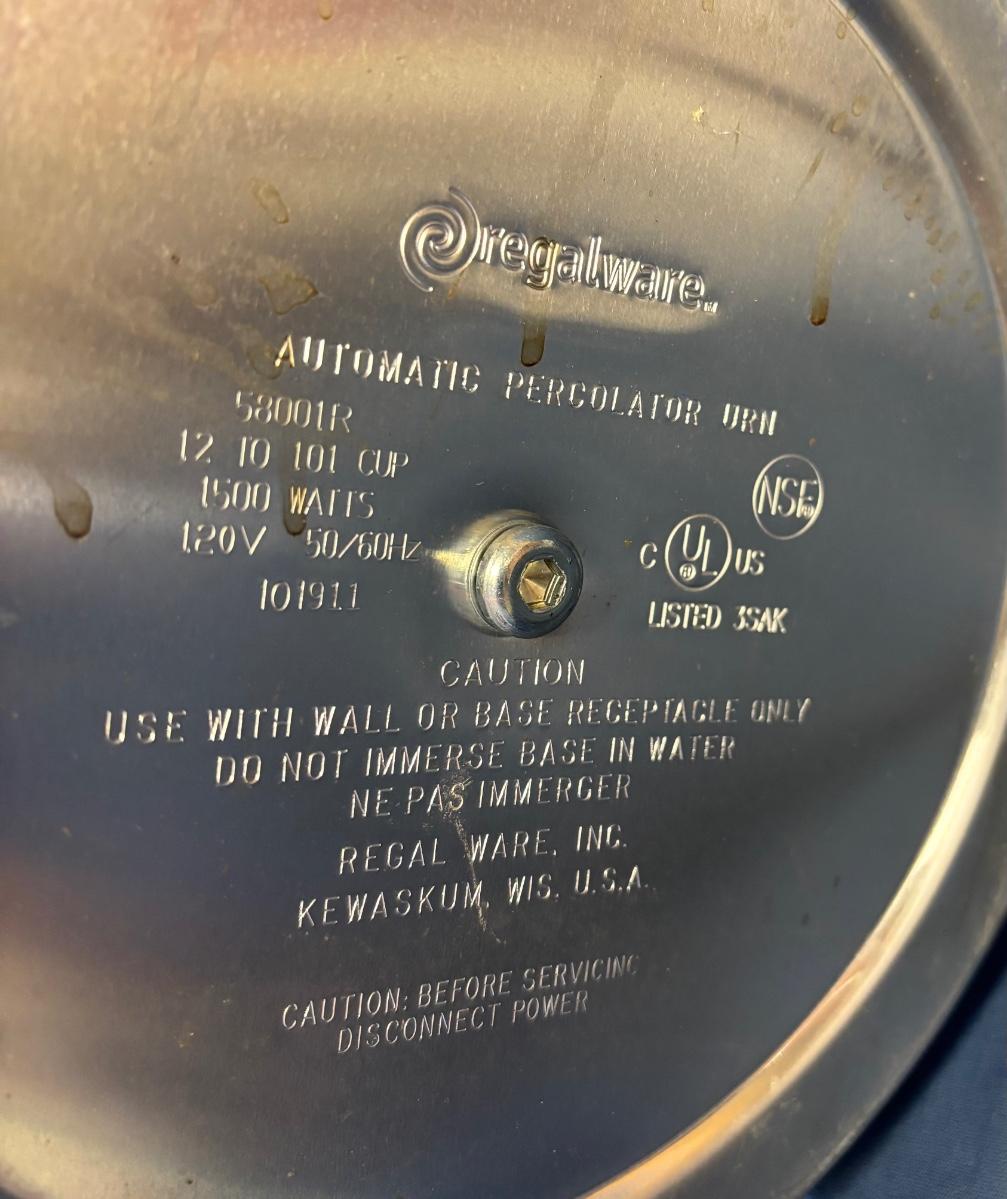 regalware™
AUTOMATIC PERCOLATOR URN
58001R
12 TO 101 CUP
1500 WATTS
120V 50/60Hz
101911
NSF®
C UL® US
LISTED 3SAK
CAUTION
USE WITH WALL OR BASE RECEPTACLE ONLY
DO NOT IMMERSE BASE IN WATER
NE PAS IMMERGER
REGAL WARE, INC.
KEWASKUM, WIS. U.S.A.
CAUTION: BEFORE SERVICING
DISCONNECT POWER